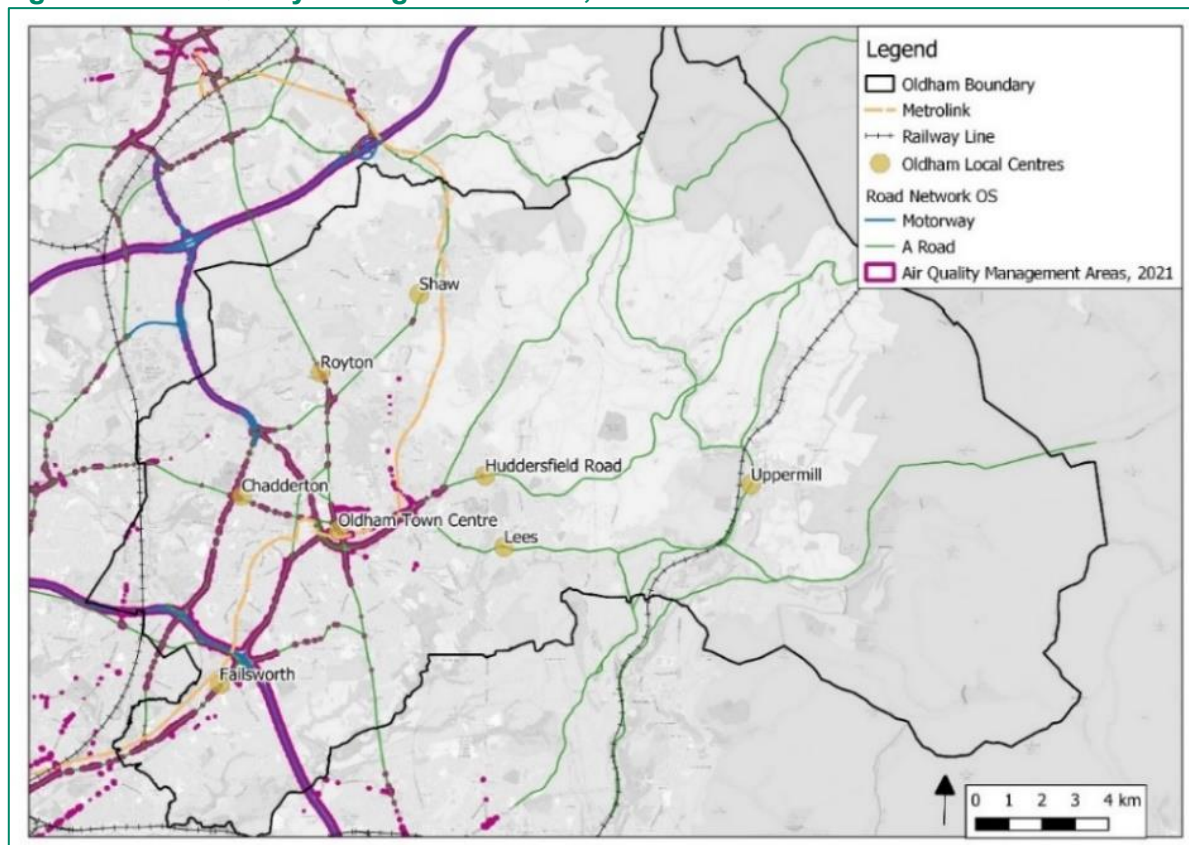 Legend
Oldham Boundary
Metrolink
Railway Line
Oldham Local Centres
Road Network OS
Motorway
A Road
Air Quality Management Areas, 2021
Shaw
Royton
Huddersfield Road
Uppermill
Chadderton
Oldham Town Centre
Lees
Failsworth
0 1 2 3 4 km